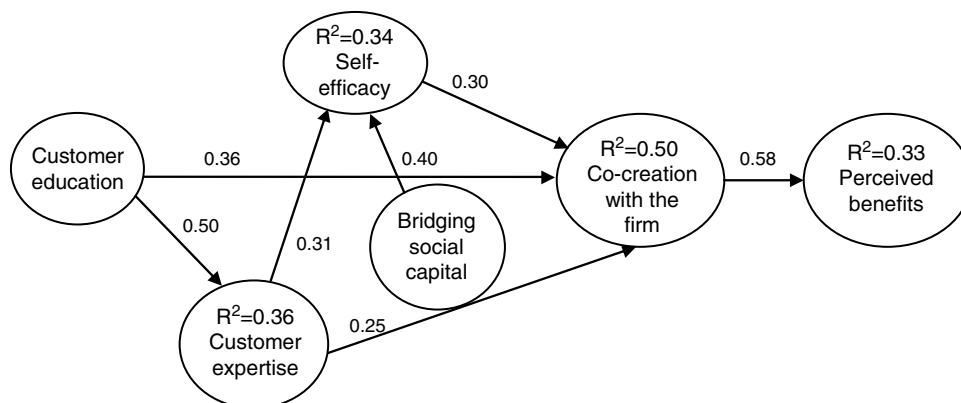 R²=0.34
Self-
efficacy
0.30
Customer
education
0.36
0.40
R²=0.50
Co-creation
with the
firm
0.58
R²=0.33
Perceived
benefits
0.50
0.31
Bridging
social
capital
R²=0.36
Customer
expertise
0.25